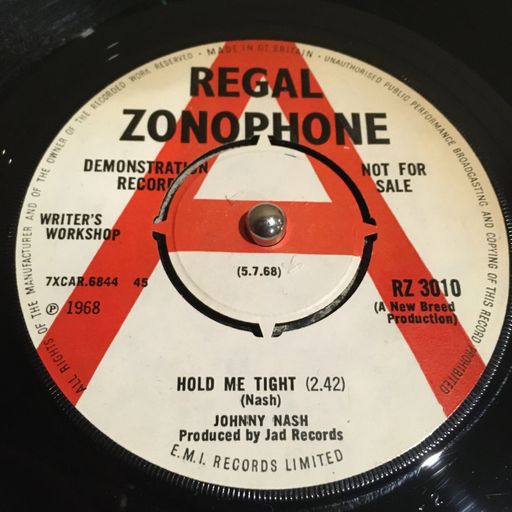 ALL RIGHTS OF THE MANUFACTURER AND OF THE OWNER OF THE RECORDED WORK RESERVED • MADE IN GT BRITAIN • UNAUTHORISED PUBLIC PERFORMANCE BROADCASTING AND COPYING OF THIS RECORD PROHIBITED
A
REGAL
ZONOPHONE
DEMONSTRATION
RECORD
NOT FOR
SALE
WRITER'S
WORKSHOP
7XCAR.6844 45
℗ 1968
(5.7.68)
RZ 3010
(A New Breed
Production)
HOLD ME TIGHT (2.42)
(Nash)
JOHNNY NASH
Produced by Jad Records
E.M.I. RECORDS LIMITED